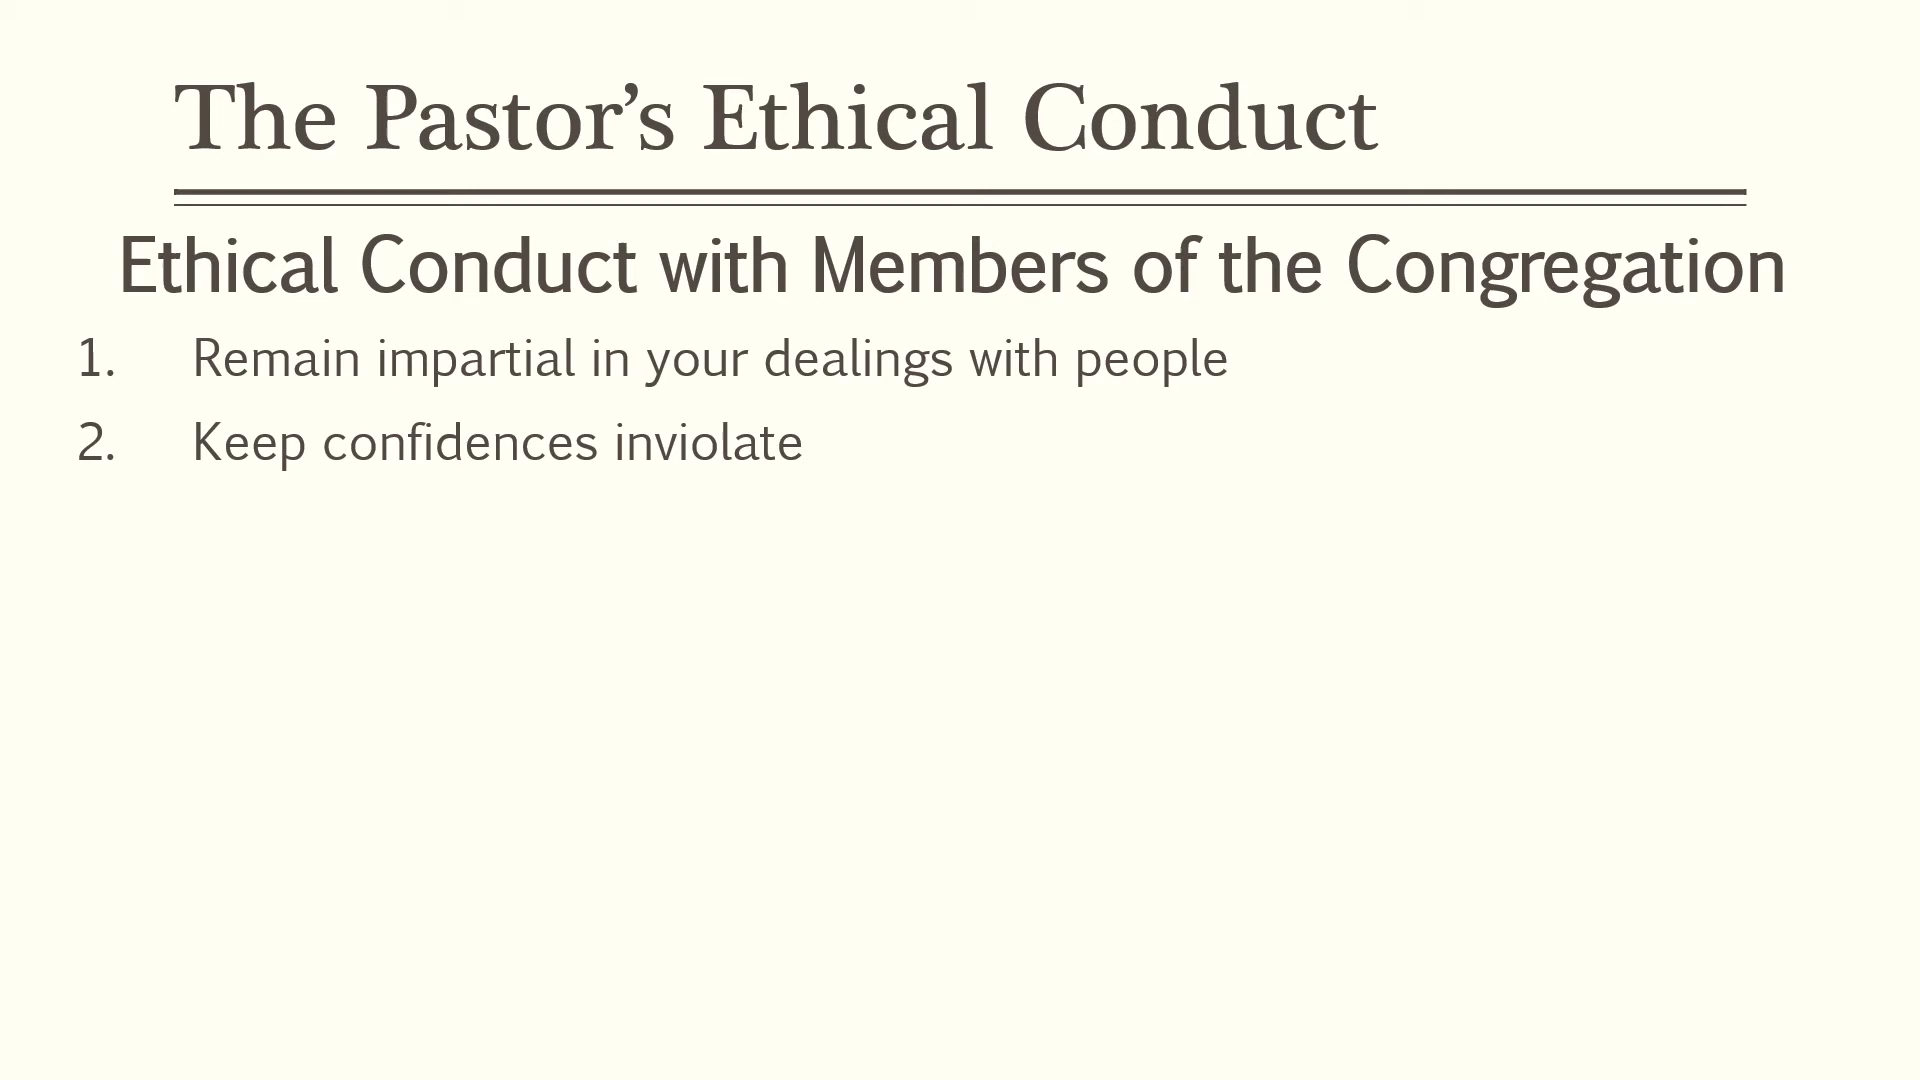 The Pastor’s Ethical Conduct
Ethical Conduct with Members of the Congregation
1. Remain impartial in your dealings with people
2. Keep confidences inviolate